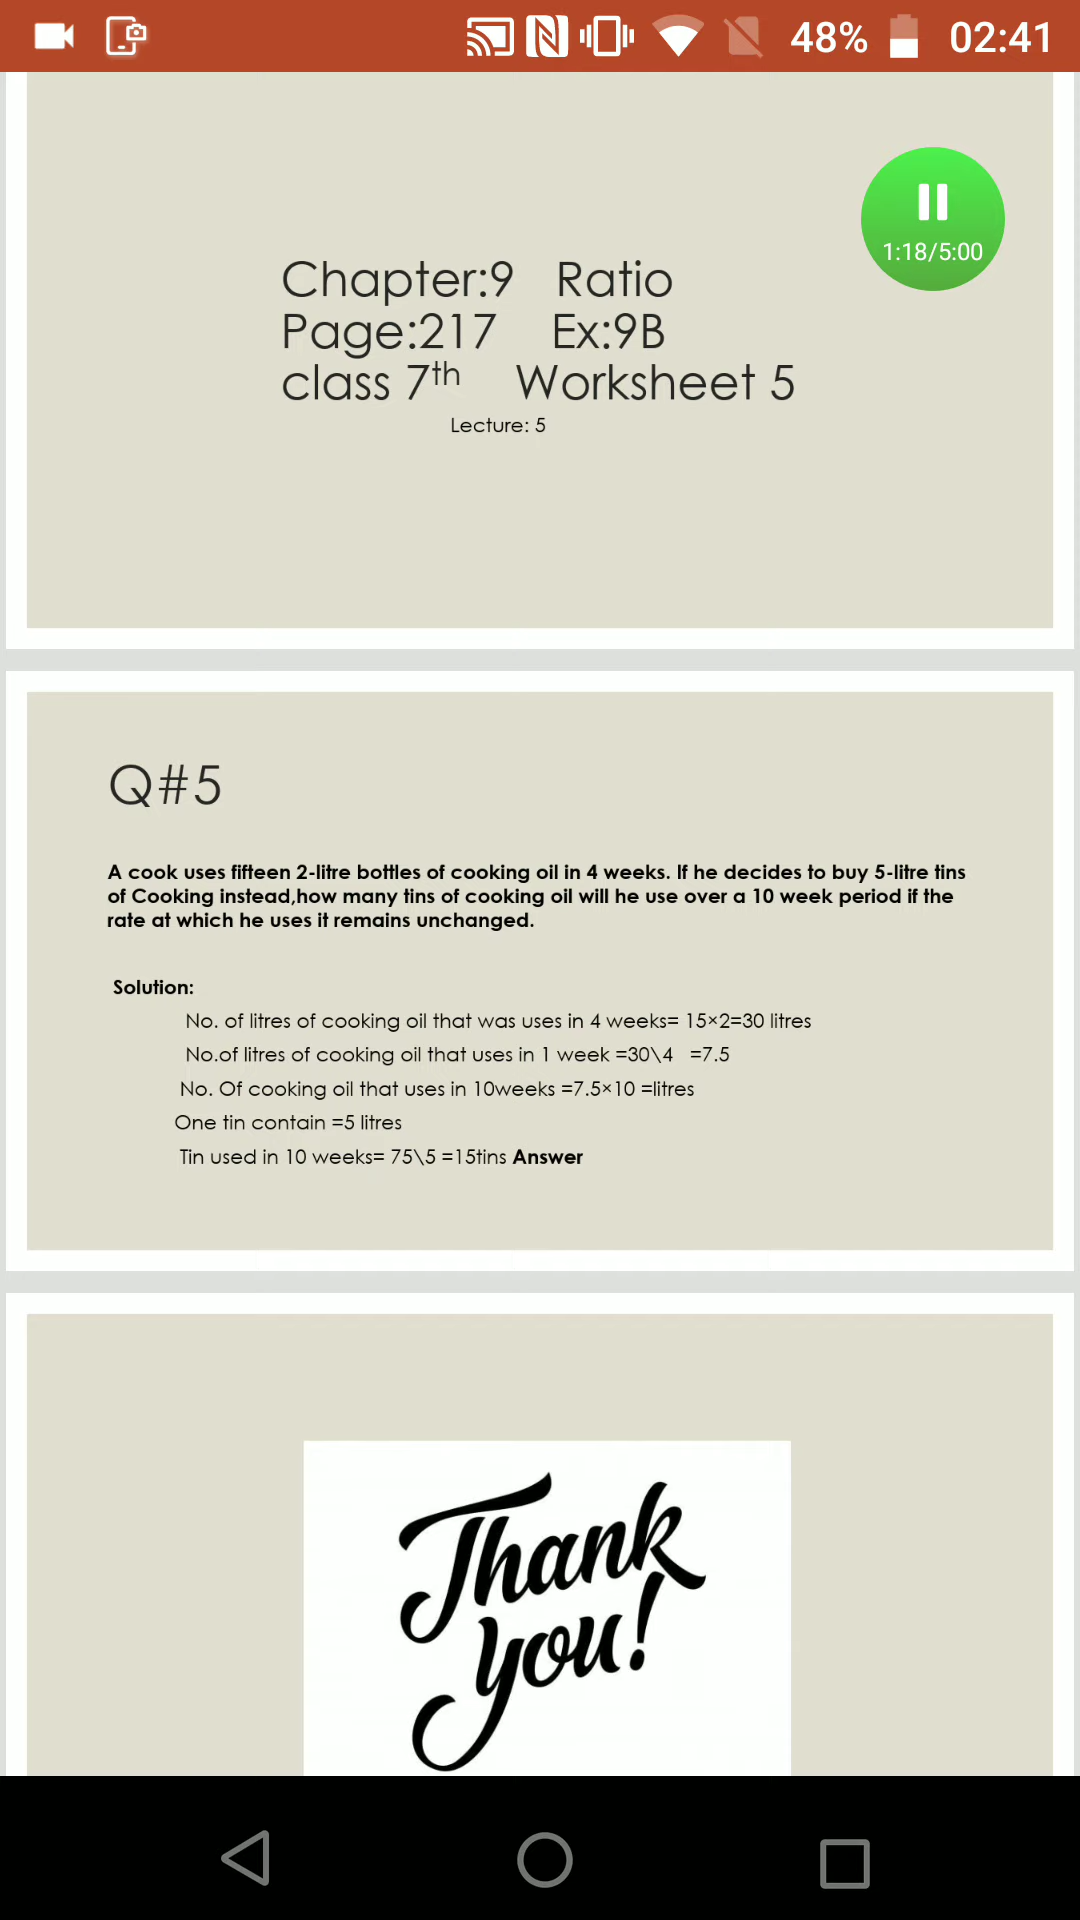 48% 02:41
1:18/5:00
Chapter:9 Ratio
Page:217 Ex:9B
class 7th Worksheet 5
Lecture: 5
Q#5
A cook uses fifteen 2-litre bottles of cooking oil in 4 weeks. If he decides to buy 5-litre tins
of Cooking instead,how many tins of cooking oil will he use over a 10 week period if the
rate at which he uses it remains unchanged.
Solution:
No. of litres of cooking oil that was uses in 4 weeks= 15×2=30 litres
No.of litres of cooking oil that uses in 1 week =30\4 =7.5
No. Of cooking oil that uses in 10weeks =7.5×10 =litres
One tin contain =5 litres
Tin used in 10 weeks= 75\5 =15tins Answer
Thank
you!